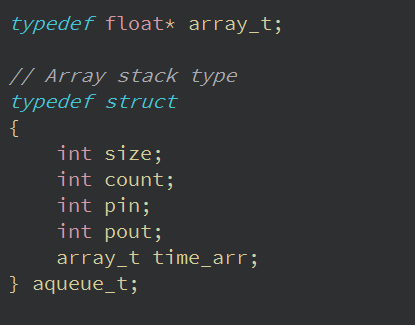 typedef float* array_t;
// Array stack type
typedef struct
{
    int size;
    int count;
    int pin;
    int pout;
    array_t time_arr;
} aqueue_t;